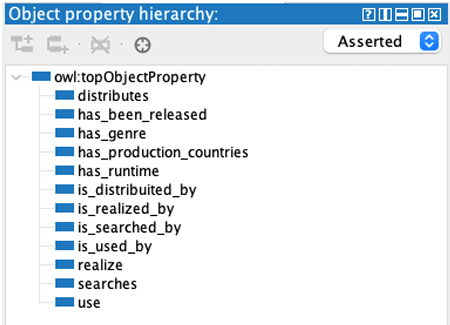 Object property hierarchy:
Asserted
owl:topObjectProperty
distributes
has_been_released
has_genre
has_production_countries
has_runtime
is_distribuited_by
is_realized_by
is_searched_by
is_used_by
realize
searches
use